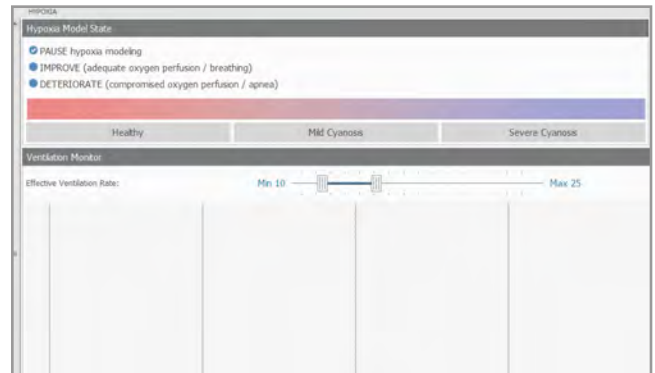 HYPOXIA
Hypoxia Model State
PAUSE hypoxia modeling
IMPROVE (adequate oxygen perfusion / breathing)
DETERIORATE (compromised oxygen perfusion / apnea)
Healthy Mild Cyanosis Severe Cyanosis
Ventilation Monitor
Effective Ventilation Rate: Min 10 Max 25